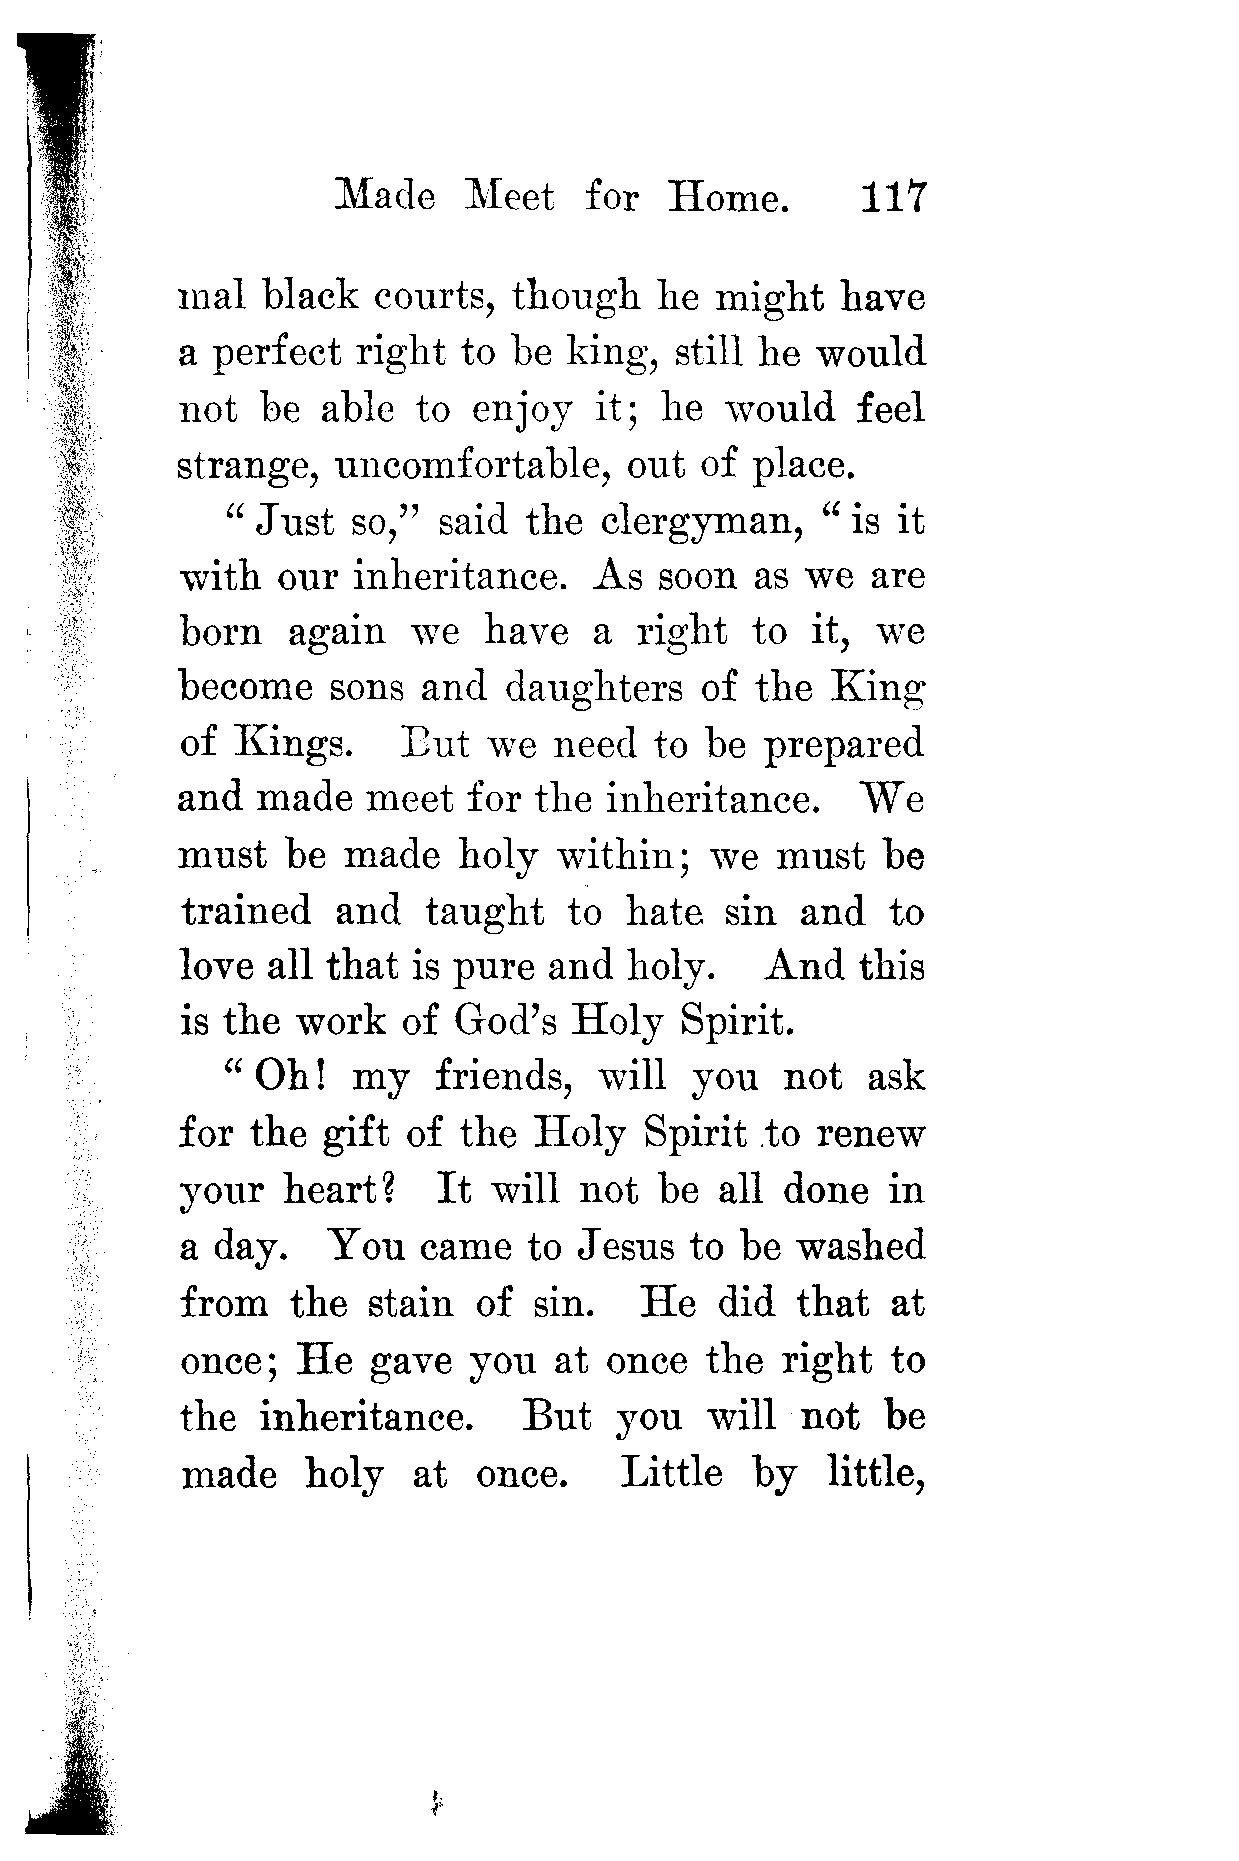 Made Meet for Home. 117
mal black courts, though he might have
a perfect right to be king, still he would
not be able to enjoy it; he would feel
strange, uncomfortable, out of place.
“ Just so,” said the clergyman, “ is it
with our inheritance. As soon as we are
born again we have a right to it, we
become sons and daughters of the King
of Kings. But we need to be prepared
and made meet for the inheritance. We
must be made holy within; we must be
trained and taught to hate sin and to
love all that is pure and holy. And this
is the work of God’s Holy Spirit.
“ Oh! my friends, will you not ask
for the gift of the Holy Spirit to renew
your heart? It will not be all done in
a day. You came to Jesus to be washed
from the stain of sin. He did that at
once; He gave you at once the right to
the inheritance. But you will not be
made holy at once. Little by little,